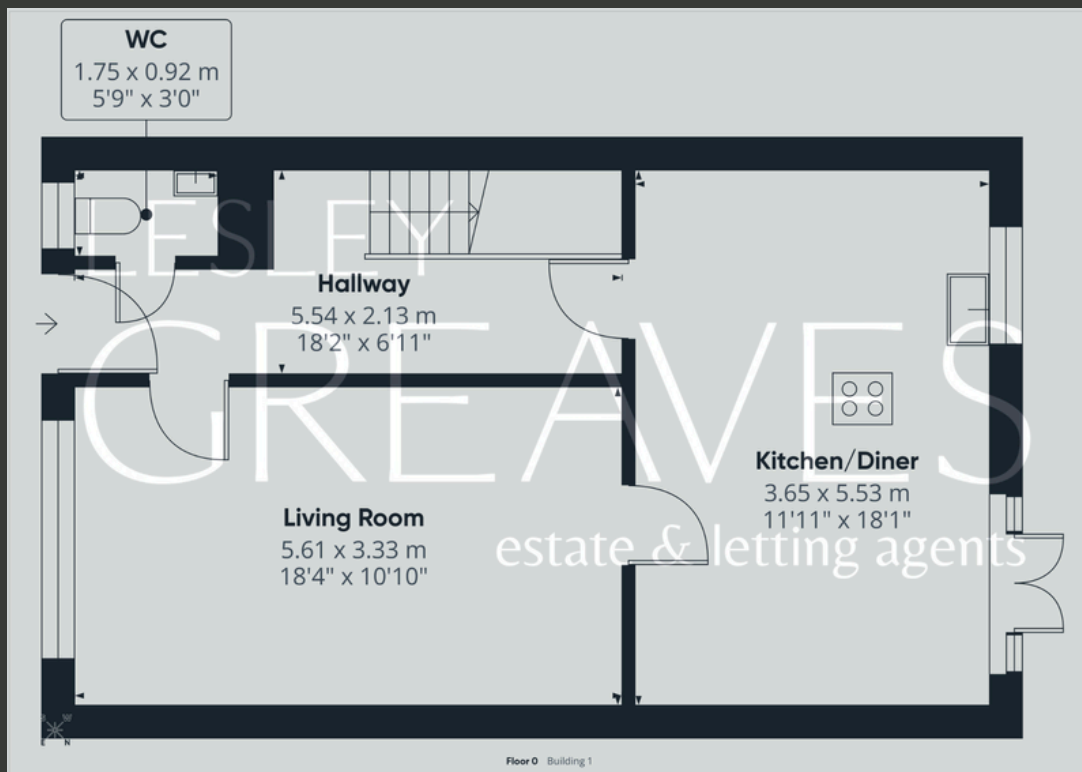 WC
1.75 x 0.92 m
5'9" x 3'0"
LESLEY
Hallway
5.54 x 2.13 m
18'2" x 6'11"
GREAVES
Kitchen/Diner
3.65 x 5.53 m
11'11" x 18'1"
Living Room
5.61 x 3.33 m
18'4" x 10'10"
estate & letting agents
Floor 0 Building 1